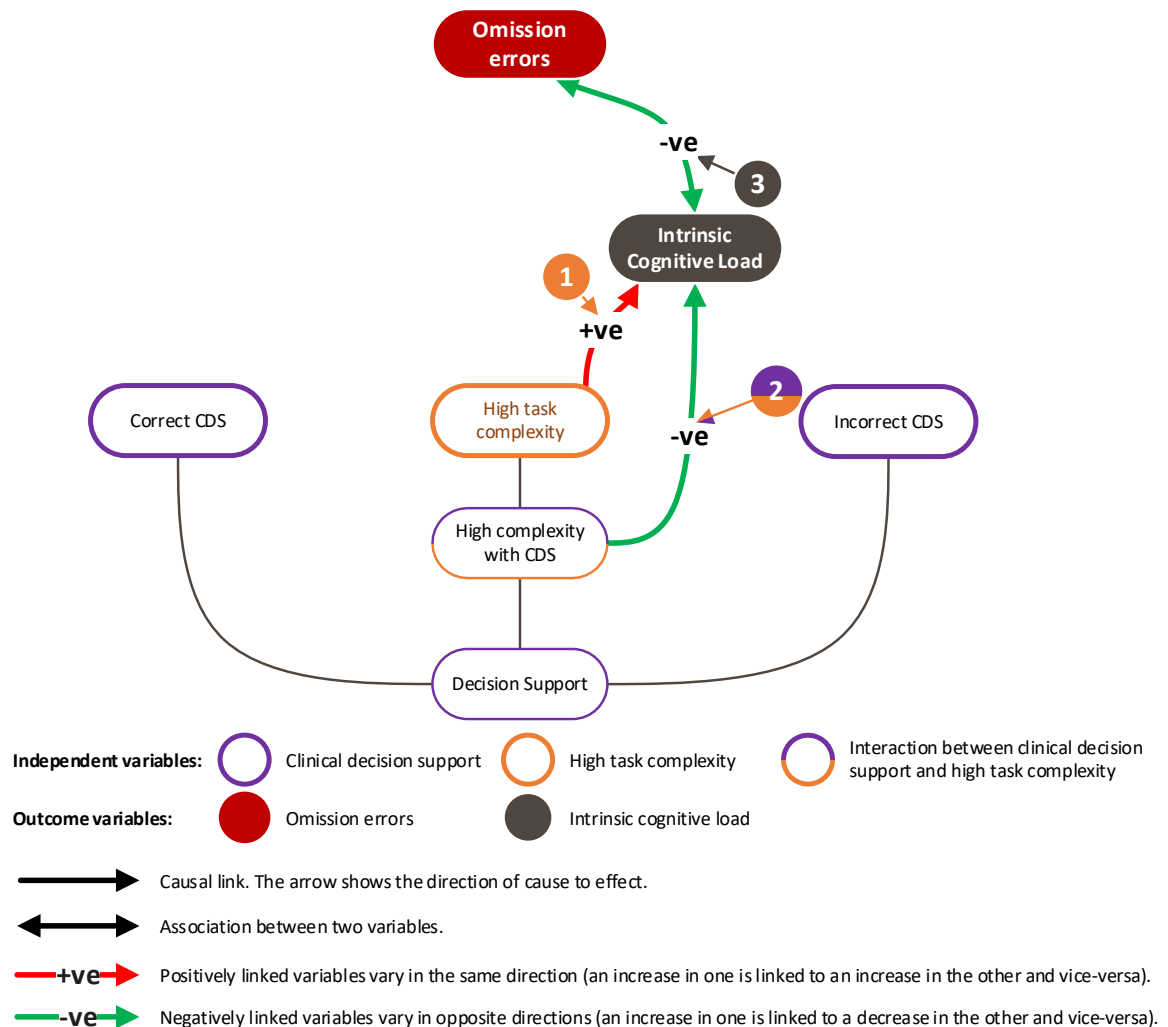 Omission
errors
-ve
3
Intrinsic
Cognitive Load
1
+ve
2
Correct CDS
High task
complexity
-ve
Incorrect CDS
High complexity
with CDS
Decision Support
Independent variables:
Clinical decision support
High task complexity
Interaction between clinical decision
support and high task complexity
Outcome variables:
Omission errors
Intrinsic cognitive load
Causal link. The arrow shows the direction of cause to effect.
Association between two variables.
+ve
Positively linked variables vary in the same direction (an increase in one is linked to an increase in the other and vice-versa).
-ve
Negatively linked variables vary in opposite directions (an increase in one is linked to a decrease in the other and vice-versa).